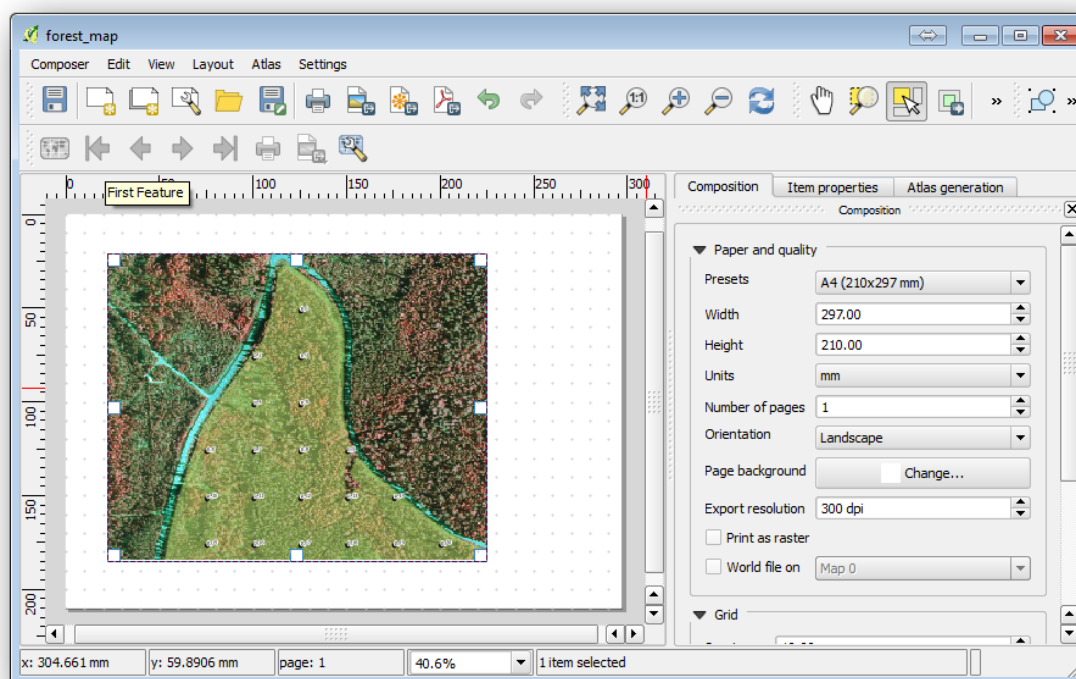 forest_map
Composer Edit View Layout Atlas Settings
1:1
»
»
First Feature
0 50 100 150 200 250 300
0
50
100
150
200
Composition Item properties Atlas generation
Composition
Paper and quality
Presets A4 (210x297 mm)
Width 297.00
Height 210.00
Units mm
Number of pages 1
Orientation Landscape
Page background Change...
Export resolution 300 dpi
Print as raster
World file on Map 0
Grid
x: 304.661 mm y: 59.8906 mm page: 1 40.6% 1 item selected